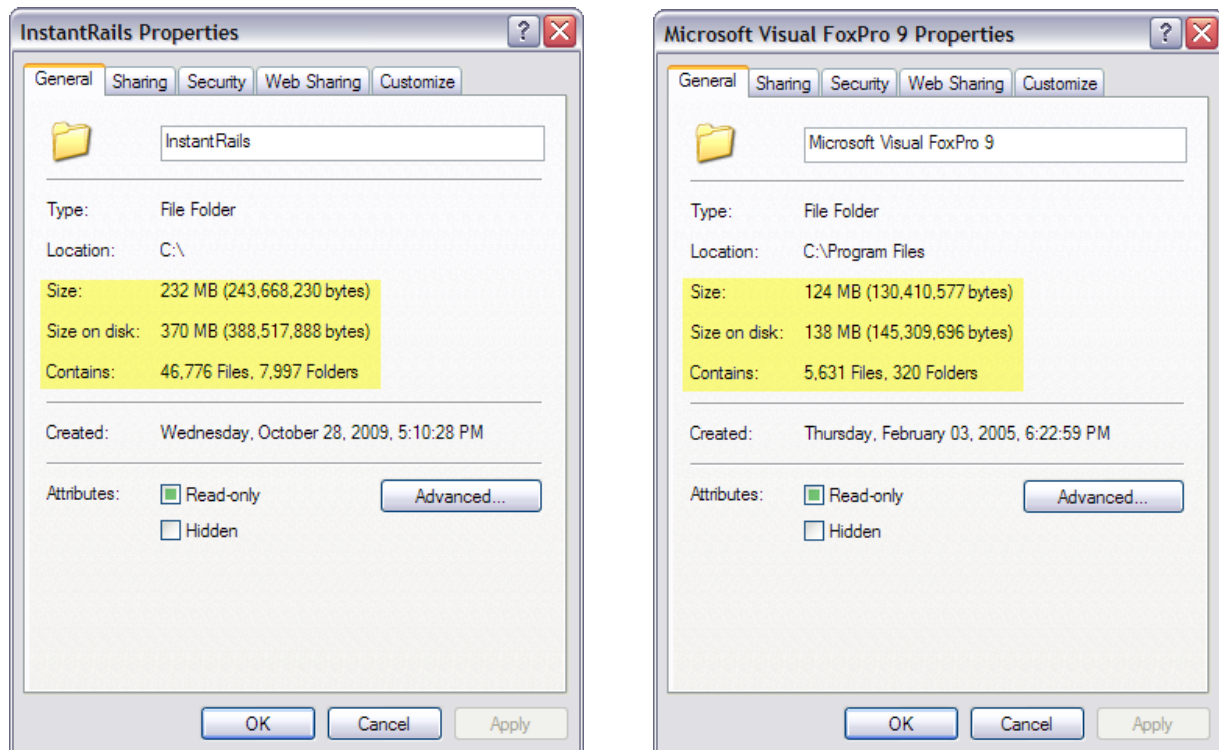 InstantRails Properties
General Sharing Security Web Sharing Customize
InstantRails
Type: File Folder
Location: C:\
Size: 232 MB (243,668,230 bytes)
Size on disk: 370 MB (388,517,888 bytes)
Contains: 46,776 Files, 7,997 Folders
Created: Wednesday, October 28, 2009, 5:10:28 PM
Attributes: Read-only Advanced...
Hidden
OK Cancel Apply
Microsoft Visual FoxPro 9 Properties
General Sharing Security Web Sharing Customize
Microsoft Visual FoxPro 9
Type: File Folder
Location: C:\Program Files
Size: 124 MB (130,410,577 bytes)
Size on disk: 138 MB (145,309,696 bytes)
Contains: 5,631 Files, 320 Folders
Created: Thursday, February 03, 2005, 6:22:59 PM
Attributes: Read-only Advanced...
Hidden
OK Cancel Apply